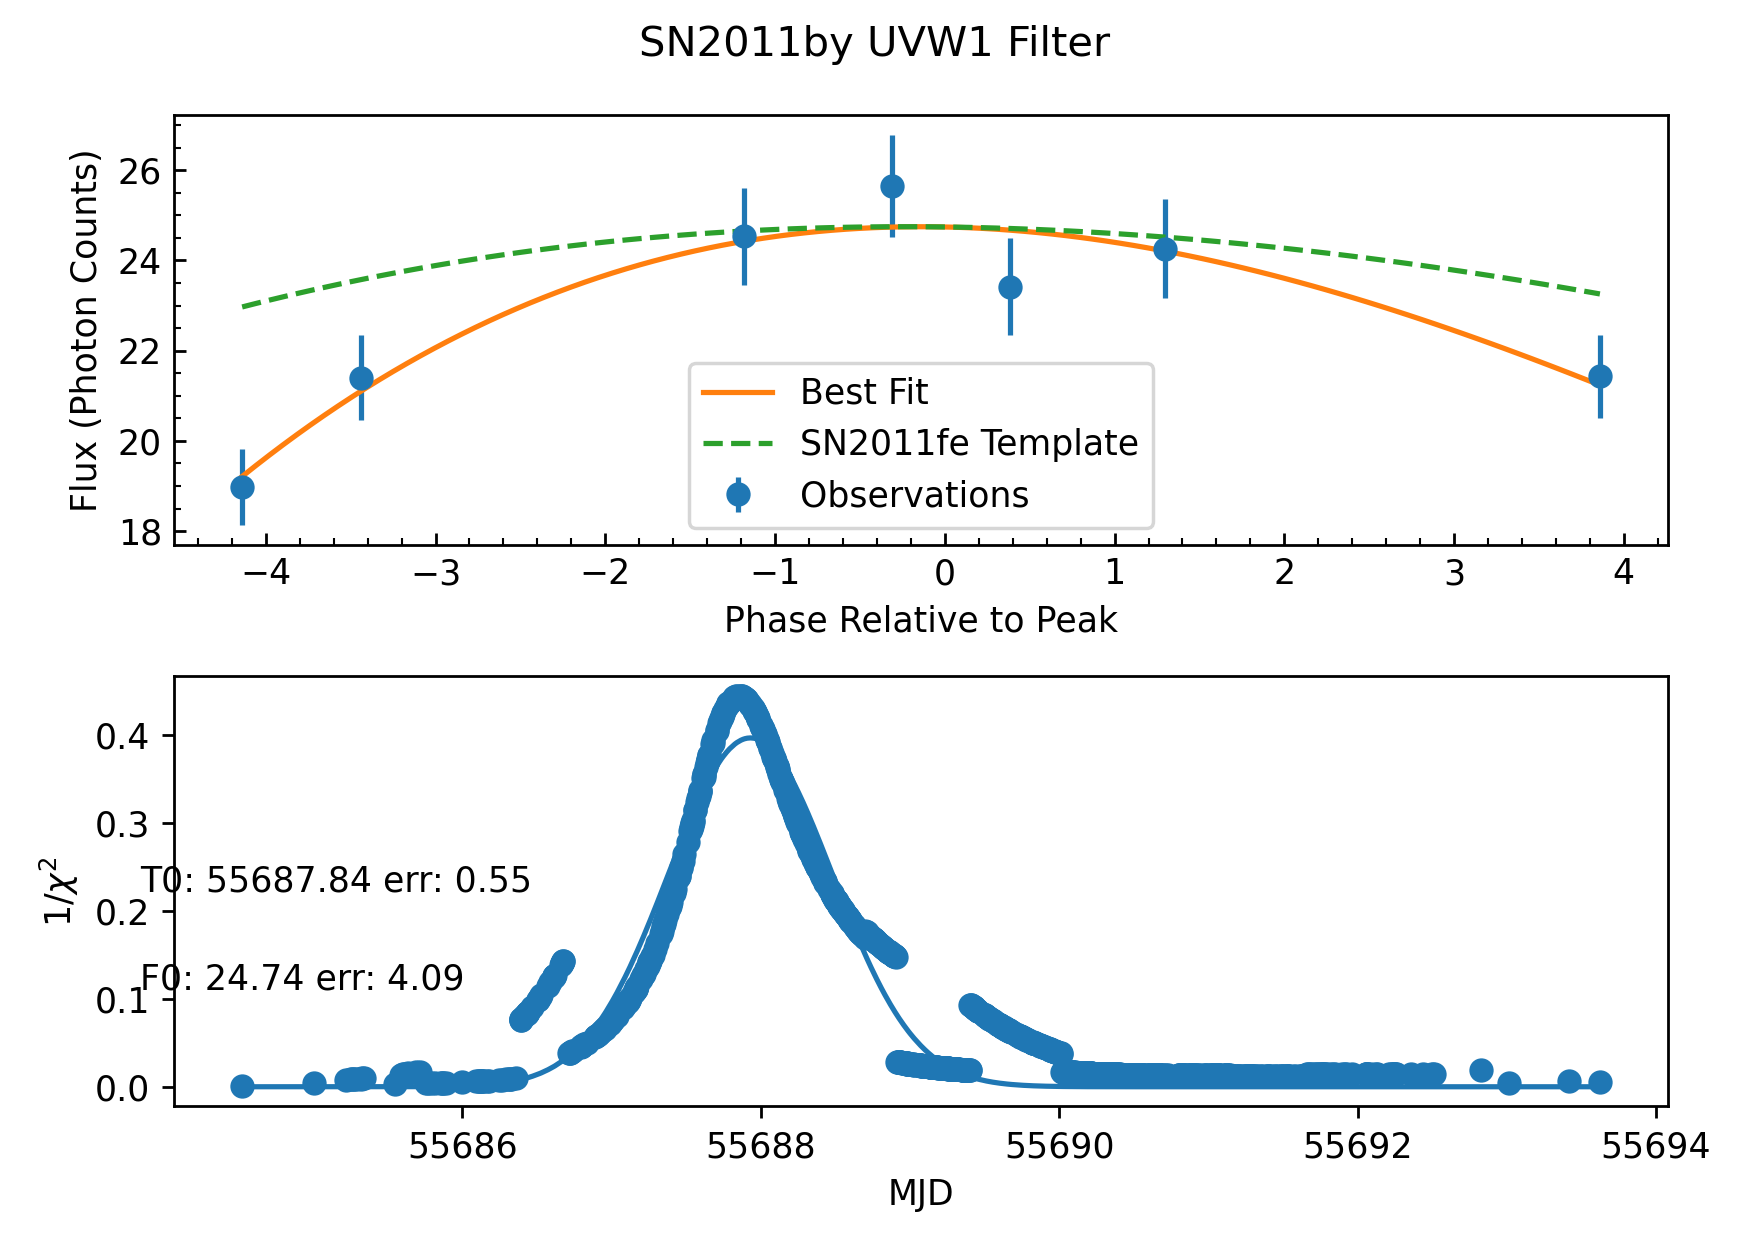 SN2011by UVW1 Filter
Flux (Photon Counts)
26
24
22
20
18
Best Fit
SN2011fe Template
Observations
−4 −3 −2 −1 0 1 2 3 4
Phase Relative to Peak
1/χ²
0.4
0.3
T0: 55687.84 err: 0.55
0.2
F0: 24.74 err: 4.09
0.1
0.0
55686 55688 55690 55692 55694
MJD